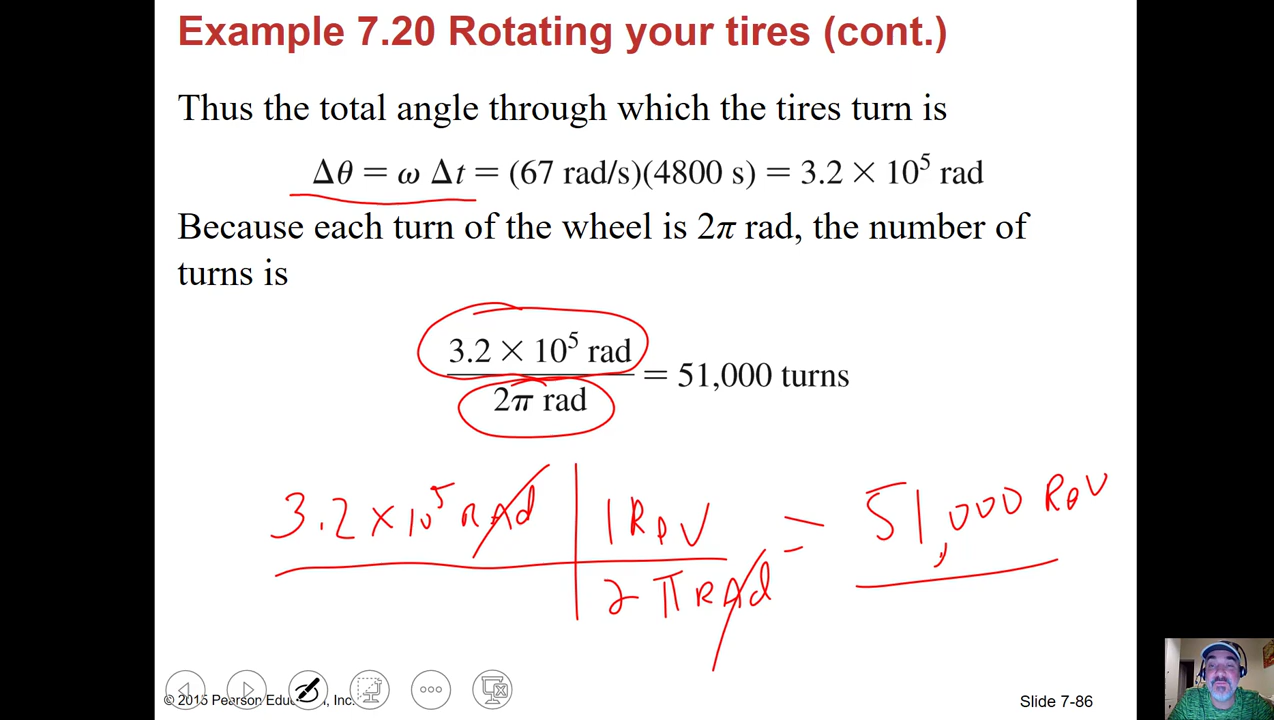 Example 7.20 Rotating your tires (cont.)
Thus the total angle through which the tires turn is
Δθ = ω Δt = (67 rad/s)(4800 s) = 3.2 × 10⁵ rad
Because each turn of the wheel is 2π rad, the number of
turns is
3.2 × 10⁵ rad
2π rad
= 51,000 turns
3.2 × 10⁵ RAd
1 Rev
2 π RAd
= 51,000 Rev
© 2015 Pearson Edu Inc.
Slide 7-86